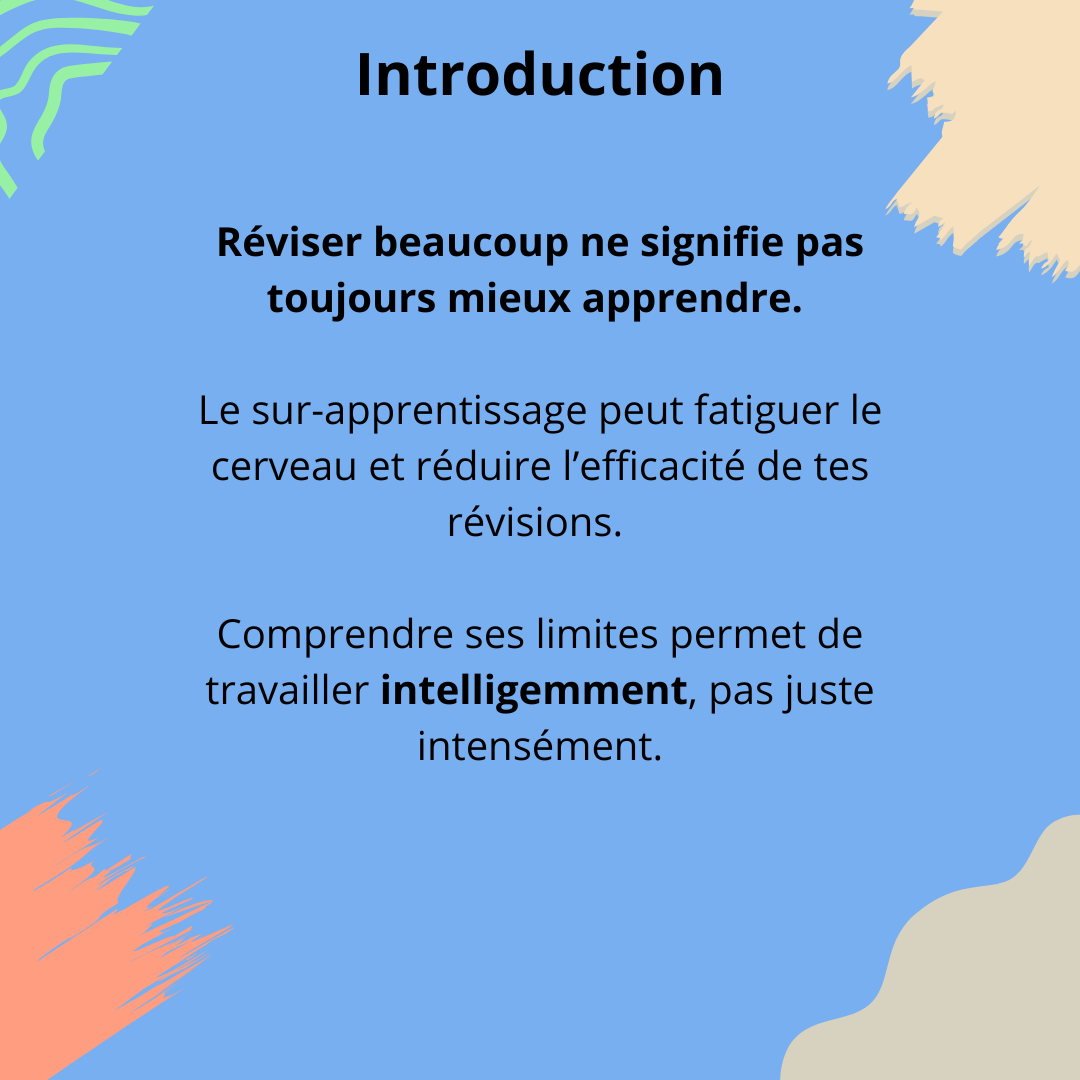 Introduction
Réviser beaucoup ne signifie pas
toujours mieux apprendre.
Le sur-apprentissage peut fatiguer le
cerveau et réduire l’efficacité de tes
révisions.
Comprendre ses limites permet de
travailler intelligemment, pas juste
intensément.